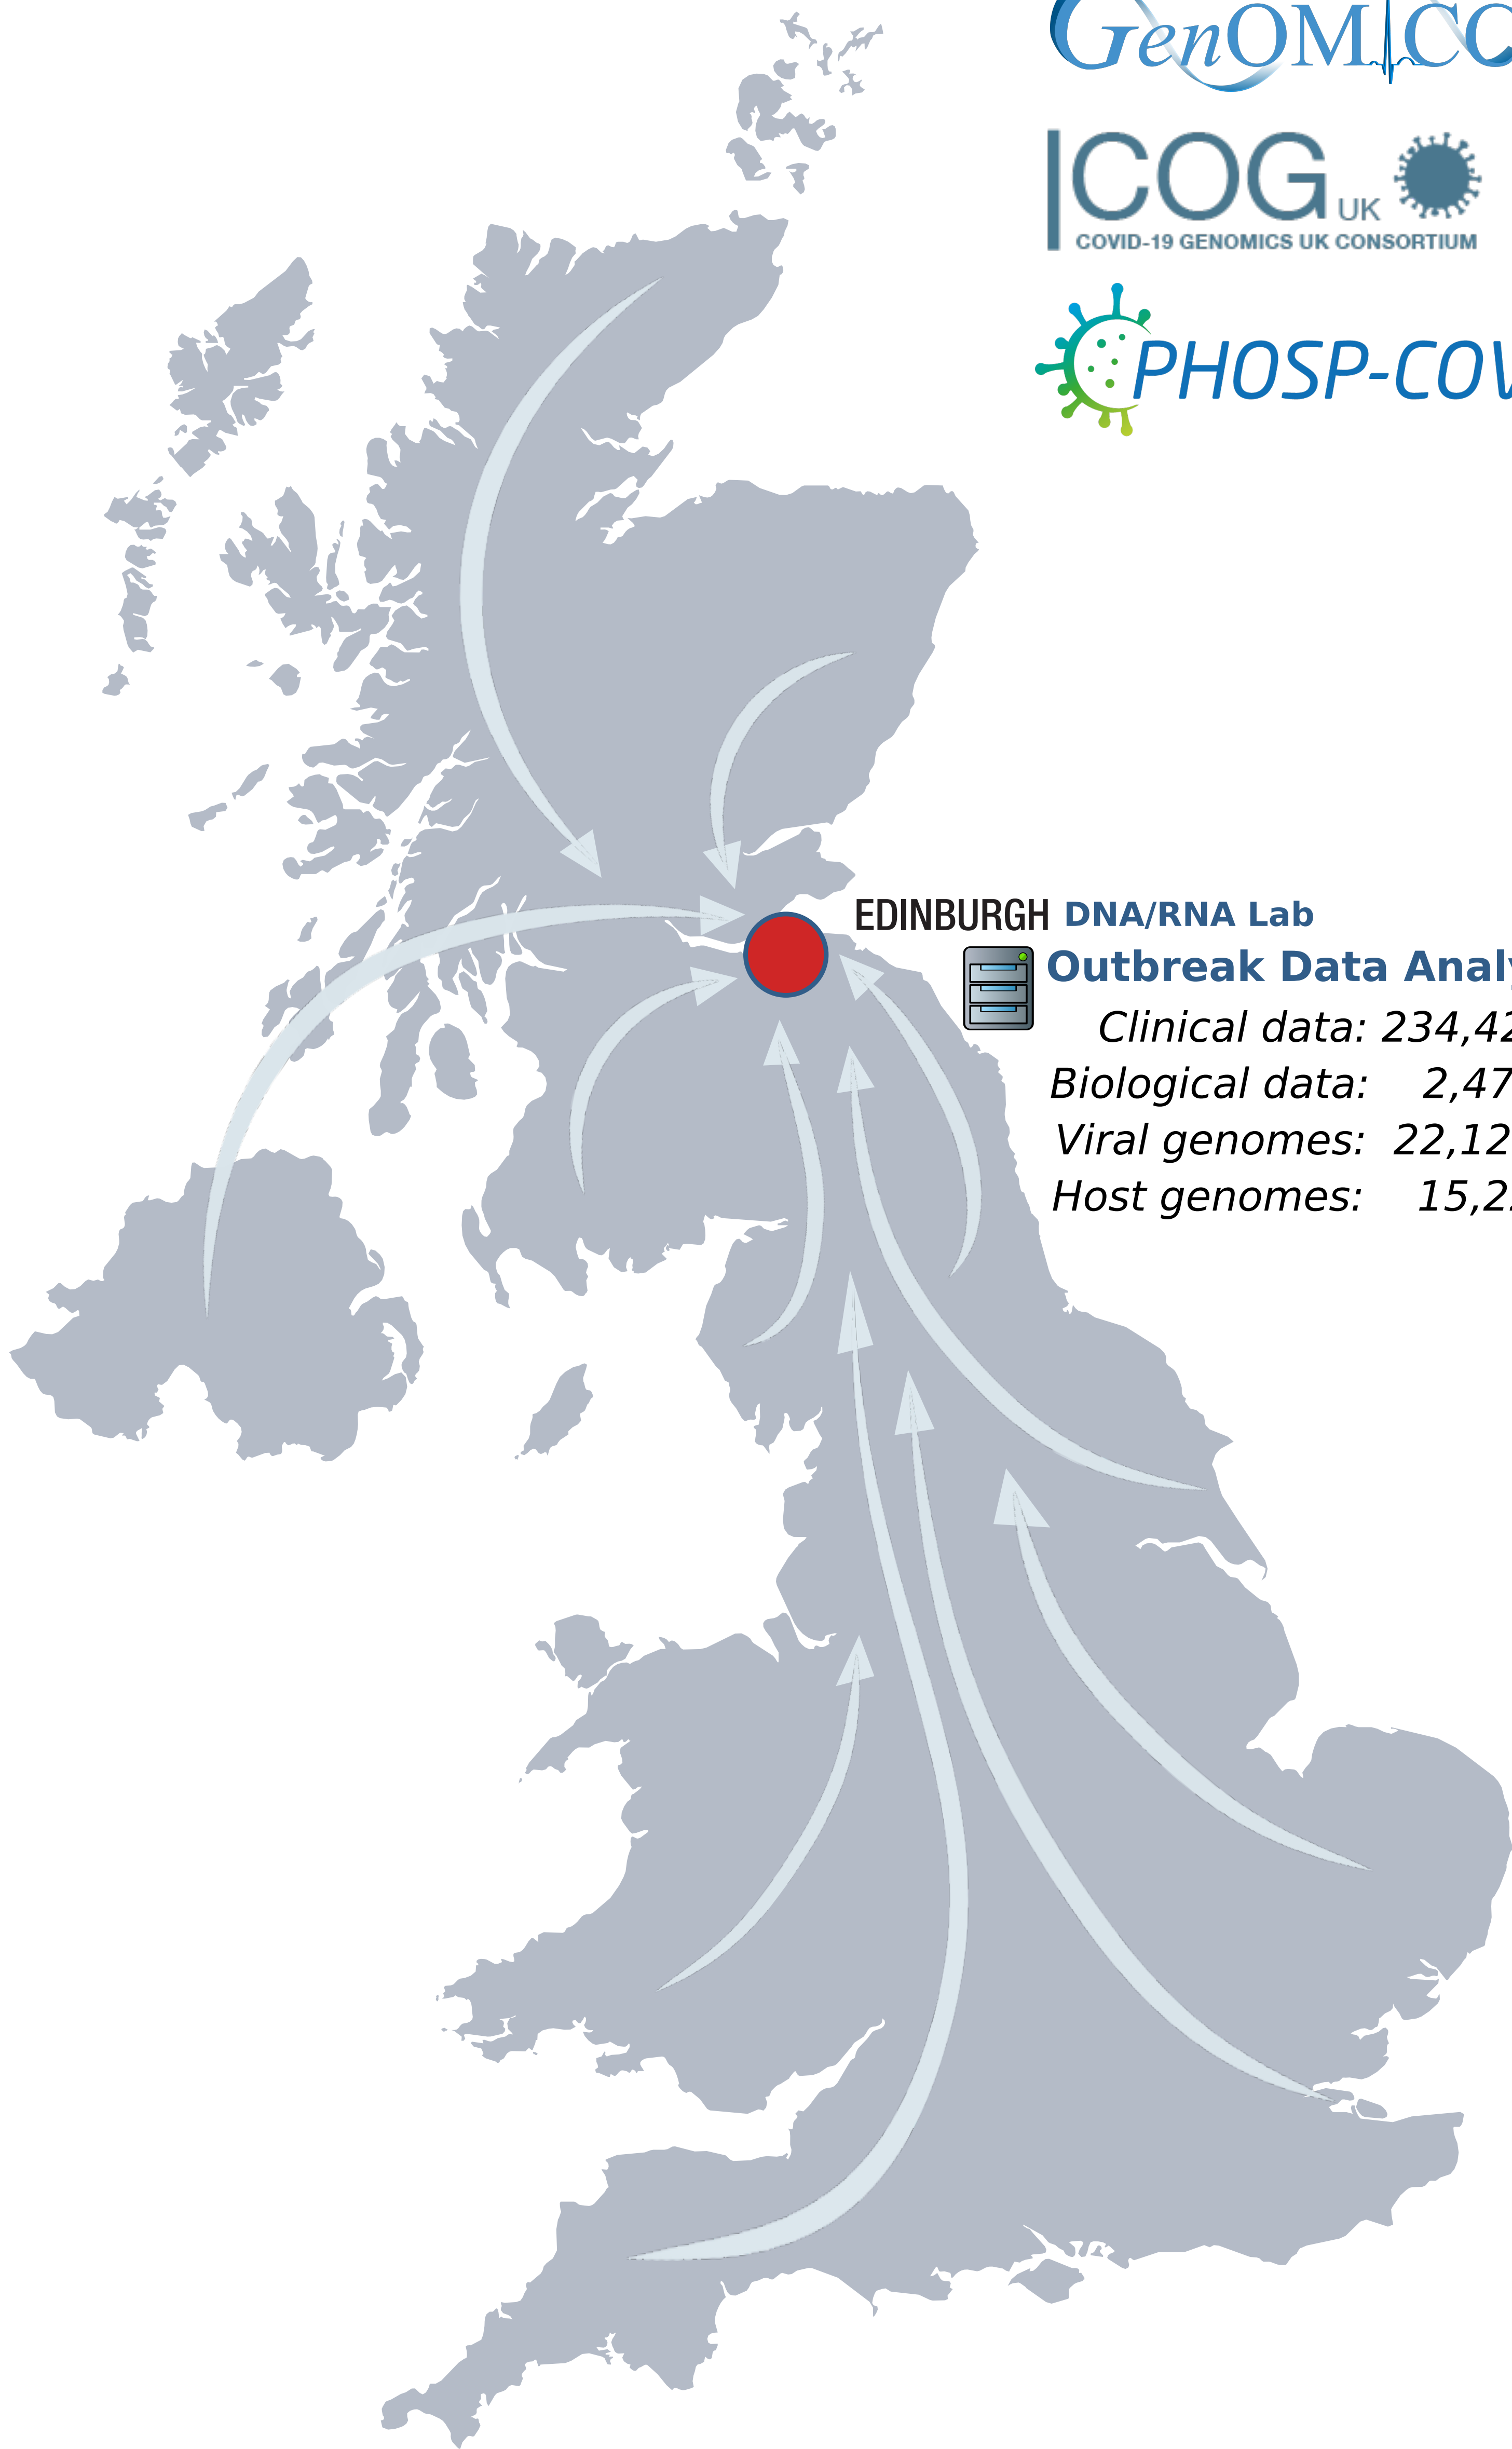 GenOMICC
COG UK
COVID-19 GENOMICS UK CONSORTIUM
PHOSP-COV
EDINBURGH DNA/RNA Lab
Outbreak Data Analy
Clinical data: 234,42
Biological data: 2,47
Viral genomes: 22,12
Host genomes: 15,2